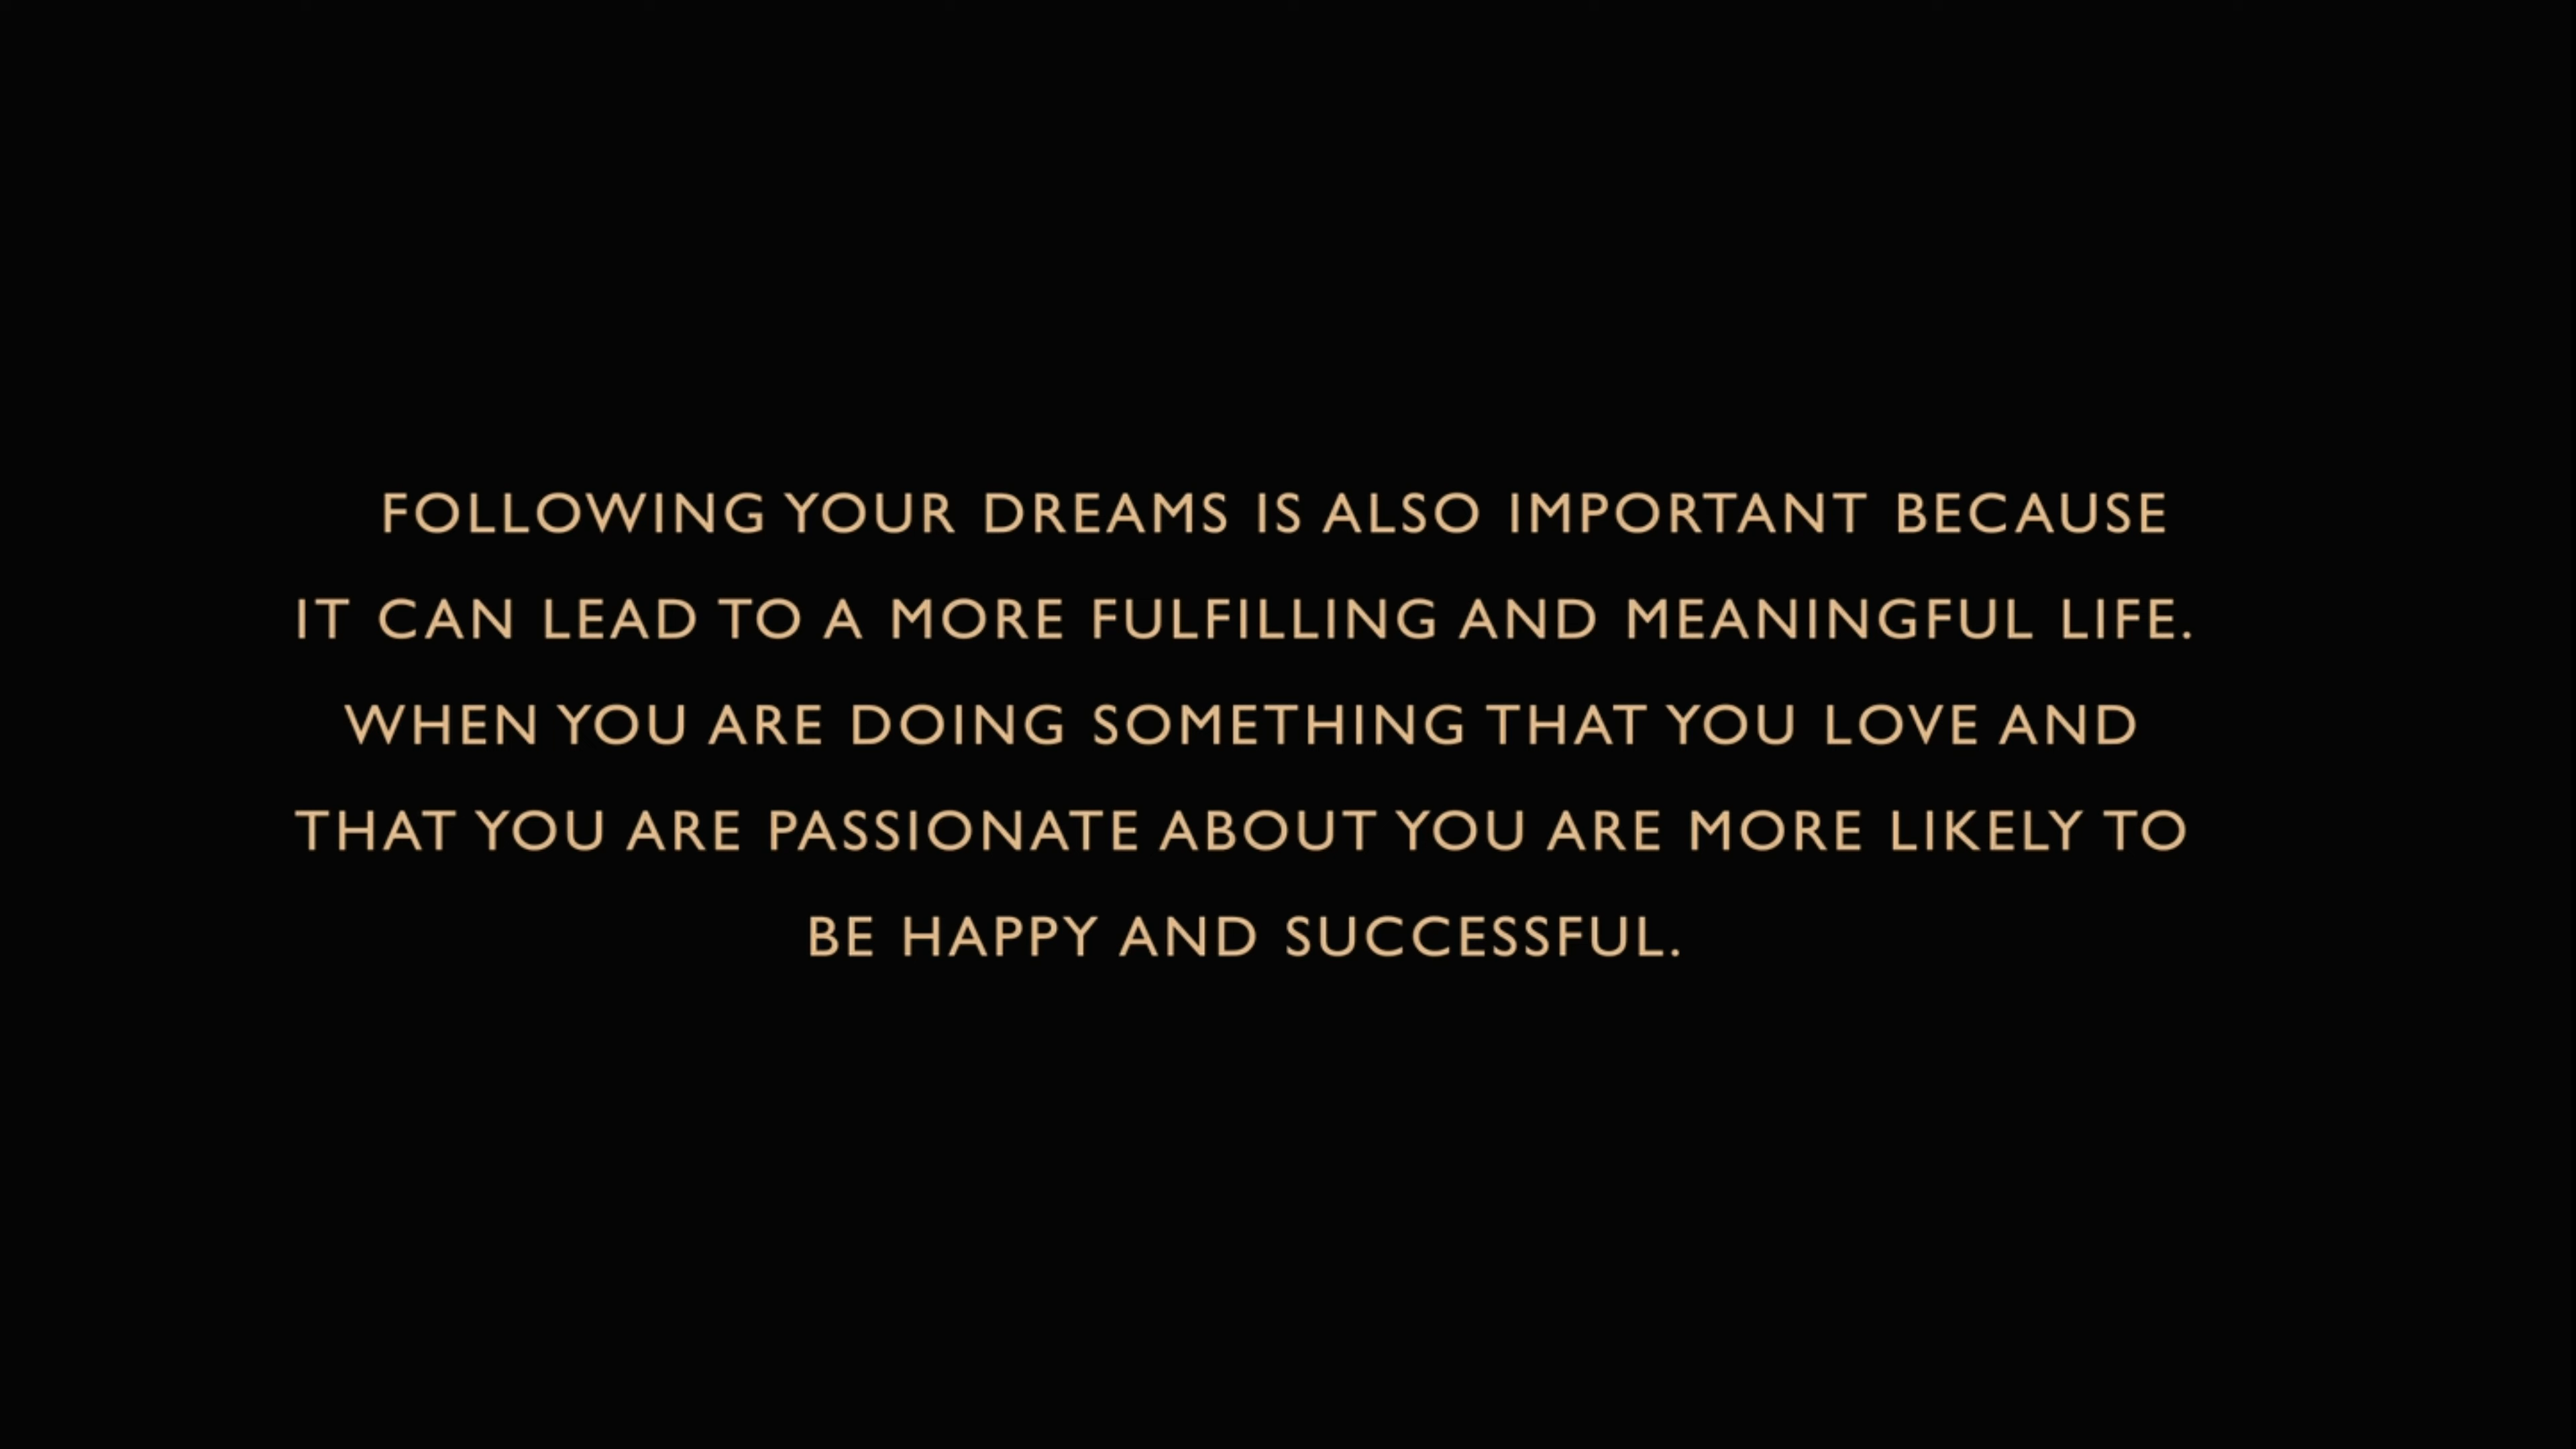 FOLLOWING YOUR DREAMS IS ALSO IMPORTANT BECAUSE
IT CAN LEAD TO A MORE FULFILLING AND MEANINGFUL LIFE.
WHEN YOU ARE DOING SOMETHING THAT YOU LOVE AND
THAT YOU ARE PASSIONATE ABOUT YOU ARE MORE LIKELY TO
BE HAPPY AND SUCCESSFUL.